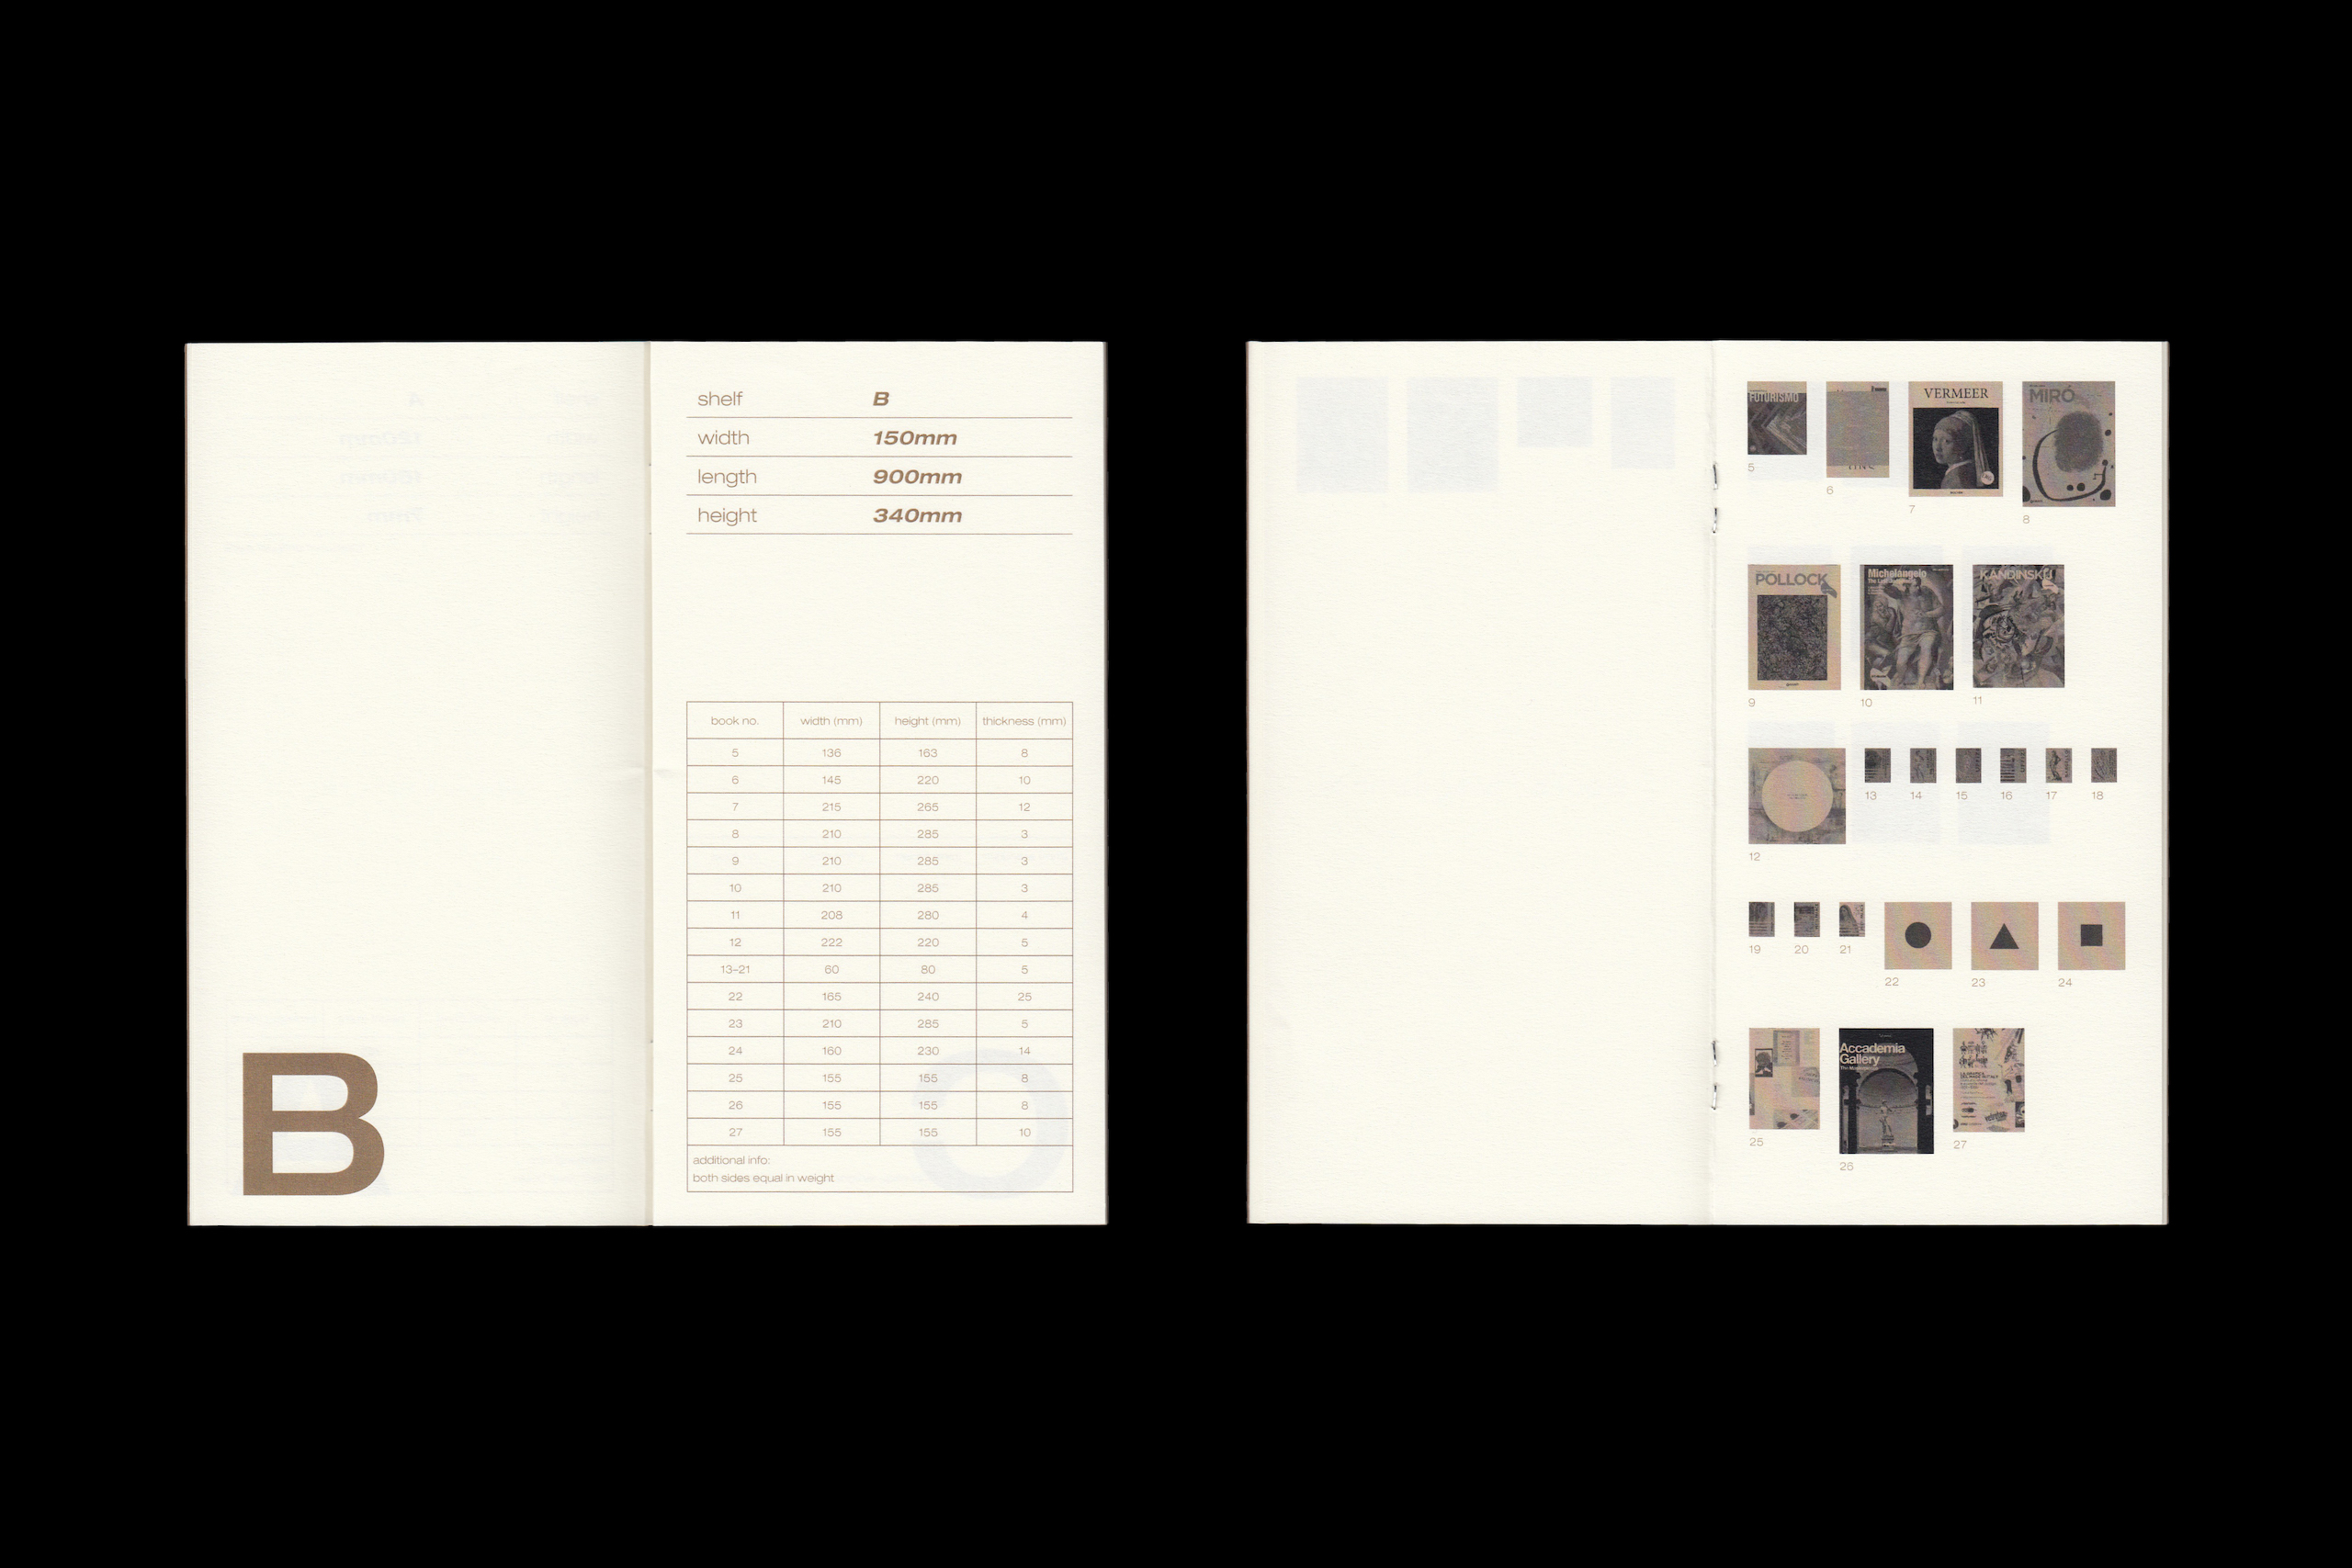 B
shelf B
width 150mm
length 900mm
height 340mm
book no. width (mm) height (mm) thickness (mm)
5 136 163 8
6 145 220 10
7 215 265 12
8 210 285 3
9 210 285 3
10 210 285 3
11 208 280 4
12 222 220 5
13–21 60 80 5
22 165 240 25
23 210 285 5
24 160 230 14
25 155 155 8
26 155 155 8
27 155 155 10
additional info:
both sides equal in weight
FUTURISMO
VERMEER
MIRÓ
5
6
7
8
POLLOCK
Michelangelo
KANDINSKIJ
9
10
11
13 14 15 16 17 18
12
19 20 21
22 23 24
Accademia
Gallery
25
26
27